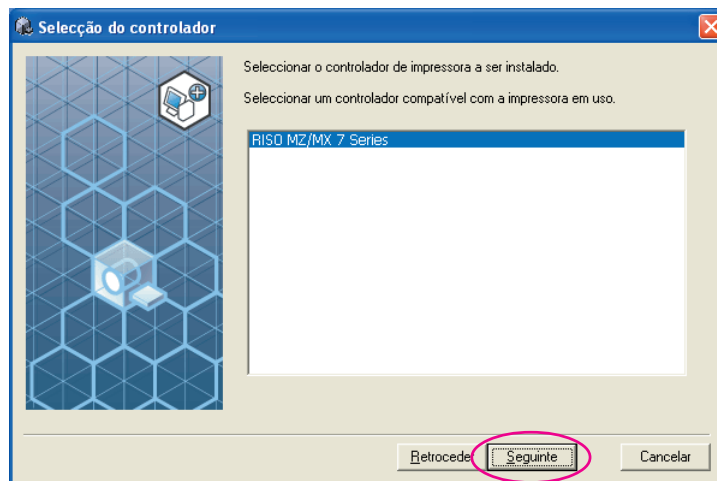 Selecção do controlador
Seleccionar o controlador de impressora a ser instalado.
Seleccionar um controlador compatível com a impressora em uso.
RISO MZ/MX 7 Series
Retrocede Seguinte Cancelar